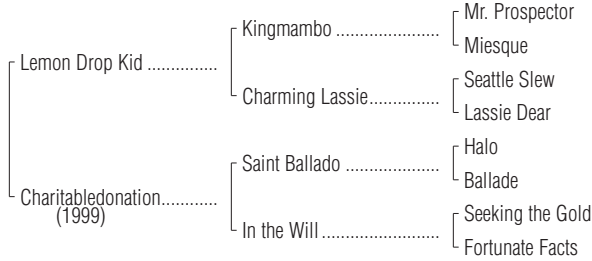 Mr. Prospector
Kingmambo ......................
Miesque
Lemon Drop Kid ...............
Seattle Slew
Charming Lassie...............
Lassie Dear
Halo
Saint Ballado ....................
Ballade
Charitabledonation............
(1999)
Seeking the Gold
In the Will .........................
Fortunate Facts